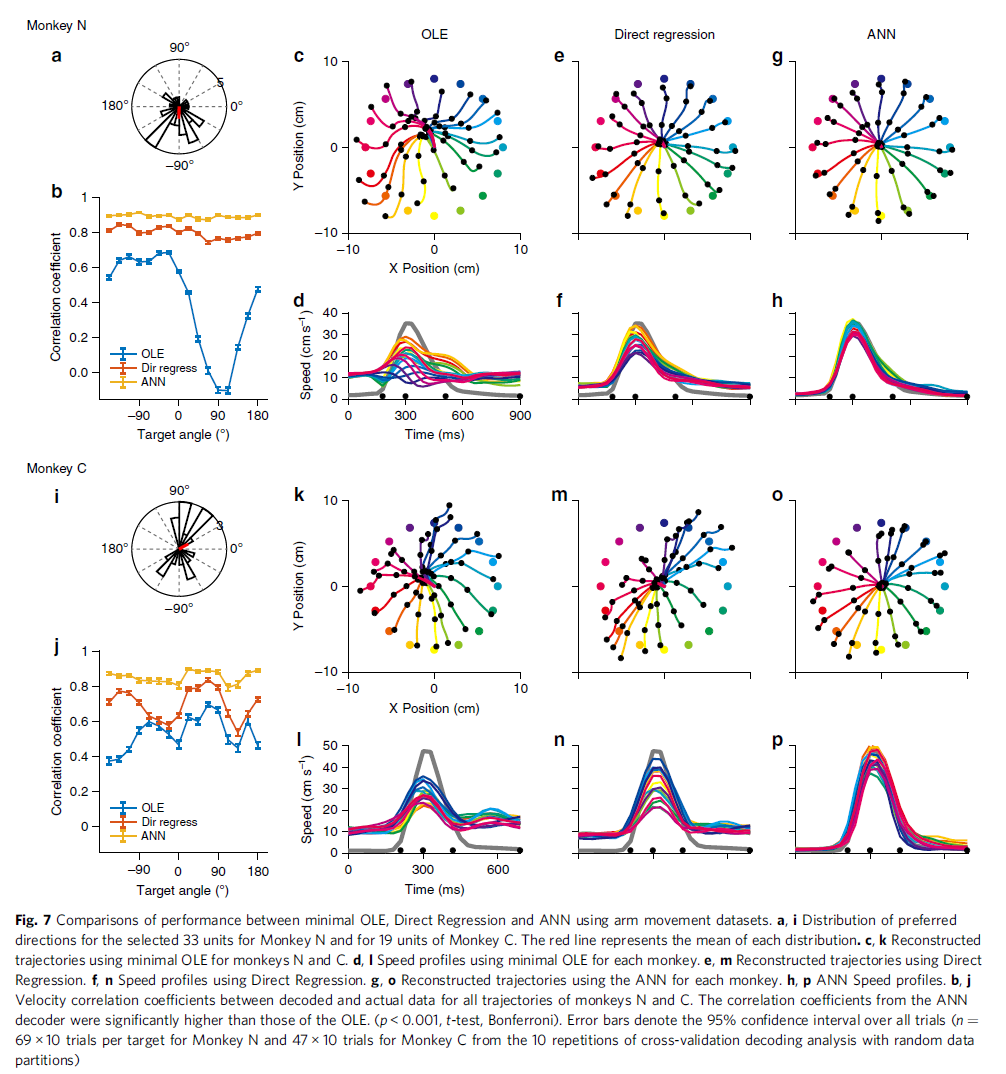 Monkey N
OLE
Direct regression
ANN
a
90°
5
180°
0°
−90°
b
1
0.8
0.6
0.4
0.2
0.0
Correlation coefficient
OLE
Dir regress
ANN
−90
0
90
180
Target angle (°)
c
10
0
−10
Y Position (cm)
−10
0
10
X Position (cm)
e
g
d
40
30
20
10
0
Speed (cm s−1)
0
300
600
900
Time (ms)
f
h
Monkey C
i
90°
3
180°
0°
−90°
j
1
0.8
0.6
0.4
0.2
0
Correlation coefficient
OLE
Dir regress
ANN
−90
0
90
180
Target angle (°)
k
10
0
−10
Y Position (cm)
−10
0
10
X Position (cm)
m
o
l
50
40
30
20
10
0
Speed (cm s−1)
0
300
600
Time (ms)
n
p
Fig. 7 Comparisons of performance between minimal OLE, Direct Regression and ANN using arm movement datasets. a, i Distribution of preferred
directions for the selected 33 units for Monkey N and for 19 units of Monkey C. The red line represents the mean of each distribution. c, k Reconstructed
trajectories using minimal OLE for monkeys N and C. d, l Speed profiles using minimal OLE for each monkey. e, m Reconstructed trajectories using Direct
Regression. f, n Speed profiles using Direct Regression. g, o Reconstructed trajectories using the ANN for each monkey. h, p ANN Speed profiles. b, j
Velocity correlation coefficients between decoded and actual data for all trajectories of monkeys N and C. The correlation coefficients from the ANN
decoder were significantly higher than those of the OLE. (p < 0.001, t-test, Bonferroni). Error bars denote the 95% confidence interval over all trials (n =
69 × 10 trials per target for Monkey N and 47 × 10 trials for Monkey C from the 10 repetitions of cross-validation decoding analysis with random data
partitions)